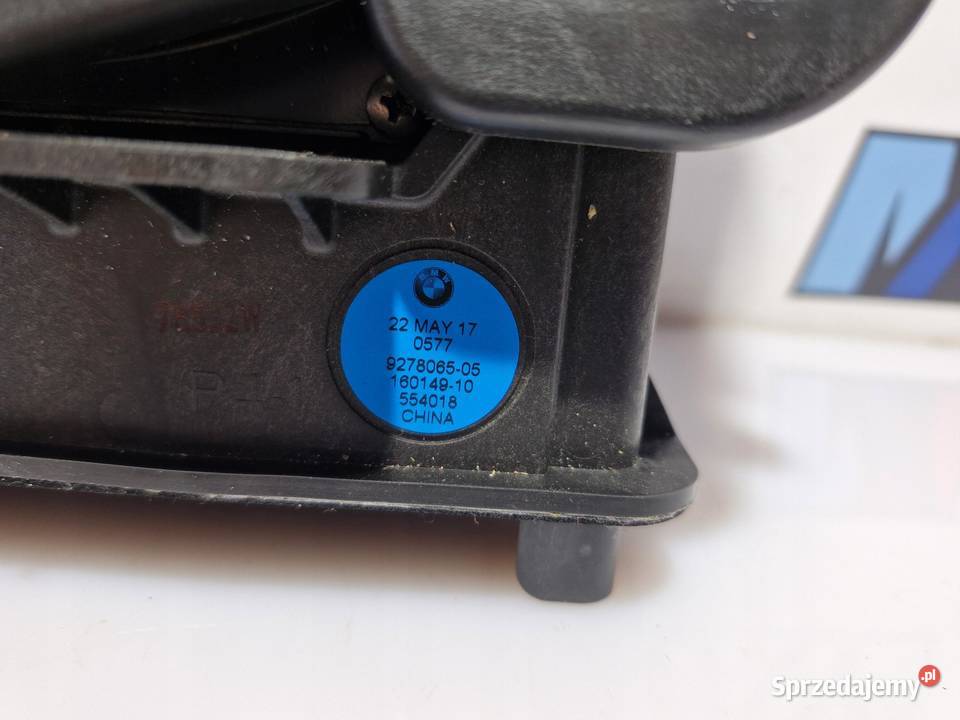 BMW
22 MAY 17
0577
9278065-05
160149-10
554018
CHINA
Sprzedajemy.pl